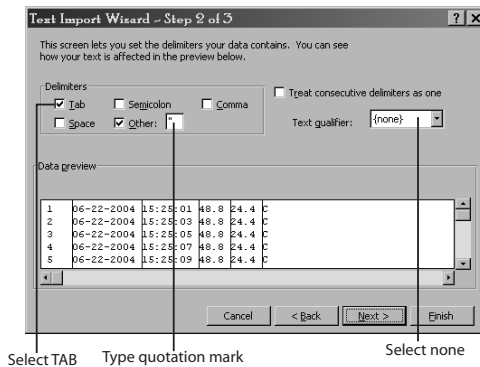 Text Import Wizard - Step 2 of 3
This screen lets you set the delimiters your data contains. You can see
how your text is affected in the preview below.
Delimiters
Tab Semicolon Comma
Space Other: "
Treat consecutive delimiters as one
Text qualifier: {none}
Data preview
1 06-22-2004 15:25:01 48.8 24.4 C
2 06-22-2004 15:25:03 48.8 24.4 C
3 06-22-2004 15:25:05 48.8 24.4 C
4 06-22-2004 15:25:07 48.8 24.4 C
5 06-22-2004 15:25:09 48.8 24.4 C
Cancel < Back Next > Finish
Select TAB Type quotation mark Select none